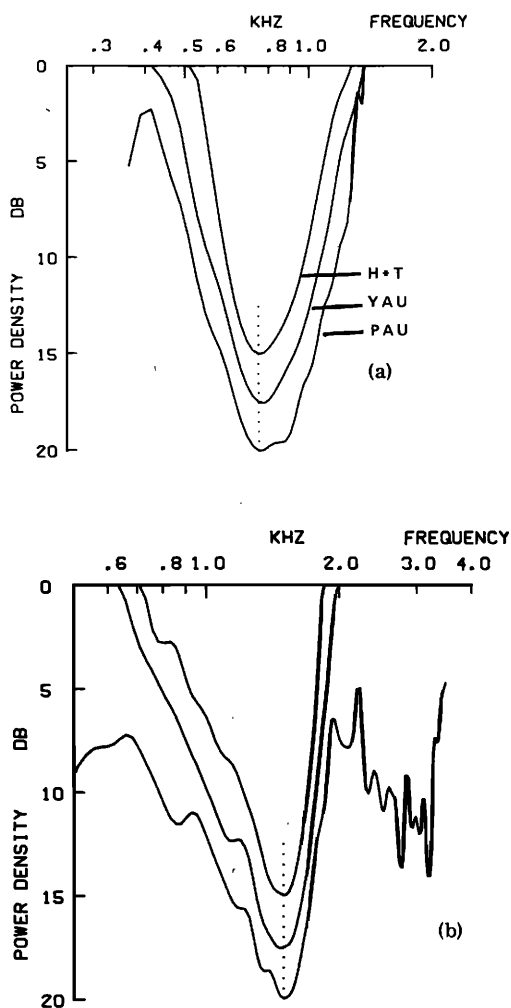 KHZ FREQUENCY
.3 .4 .5 .6 .8 1.0 2.0
0
5
10
15
20
POWER DENSITY DB
H+T
YAU
PAU
(a)
KHZ FREQUENCY
.6 .8 1.0 2.0 3.0 4.0
0
5
10
15
20
POWER DENSITY DB
(b)